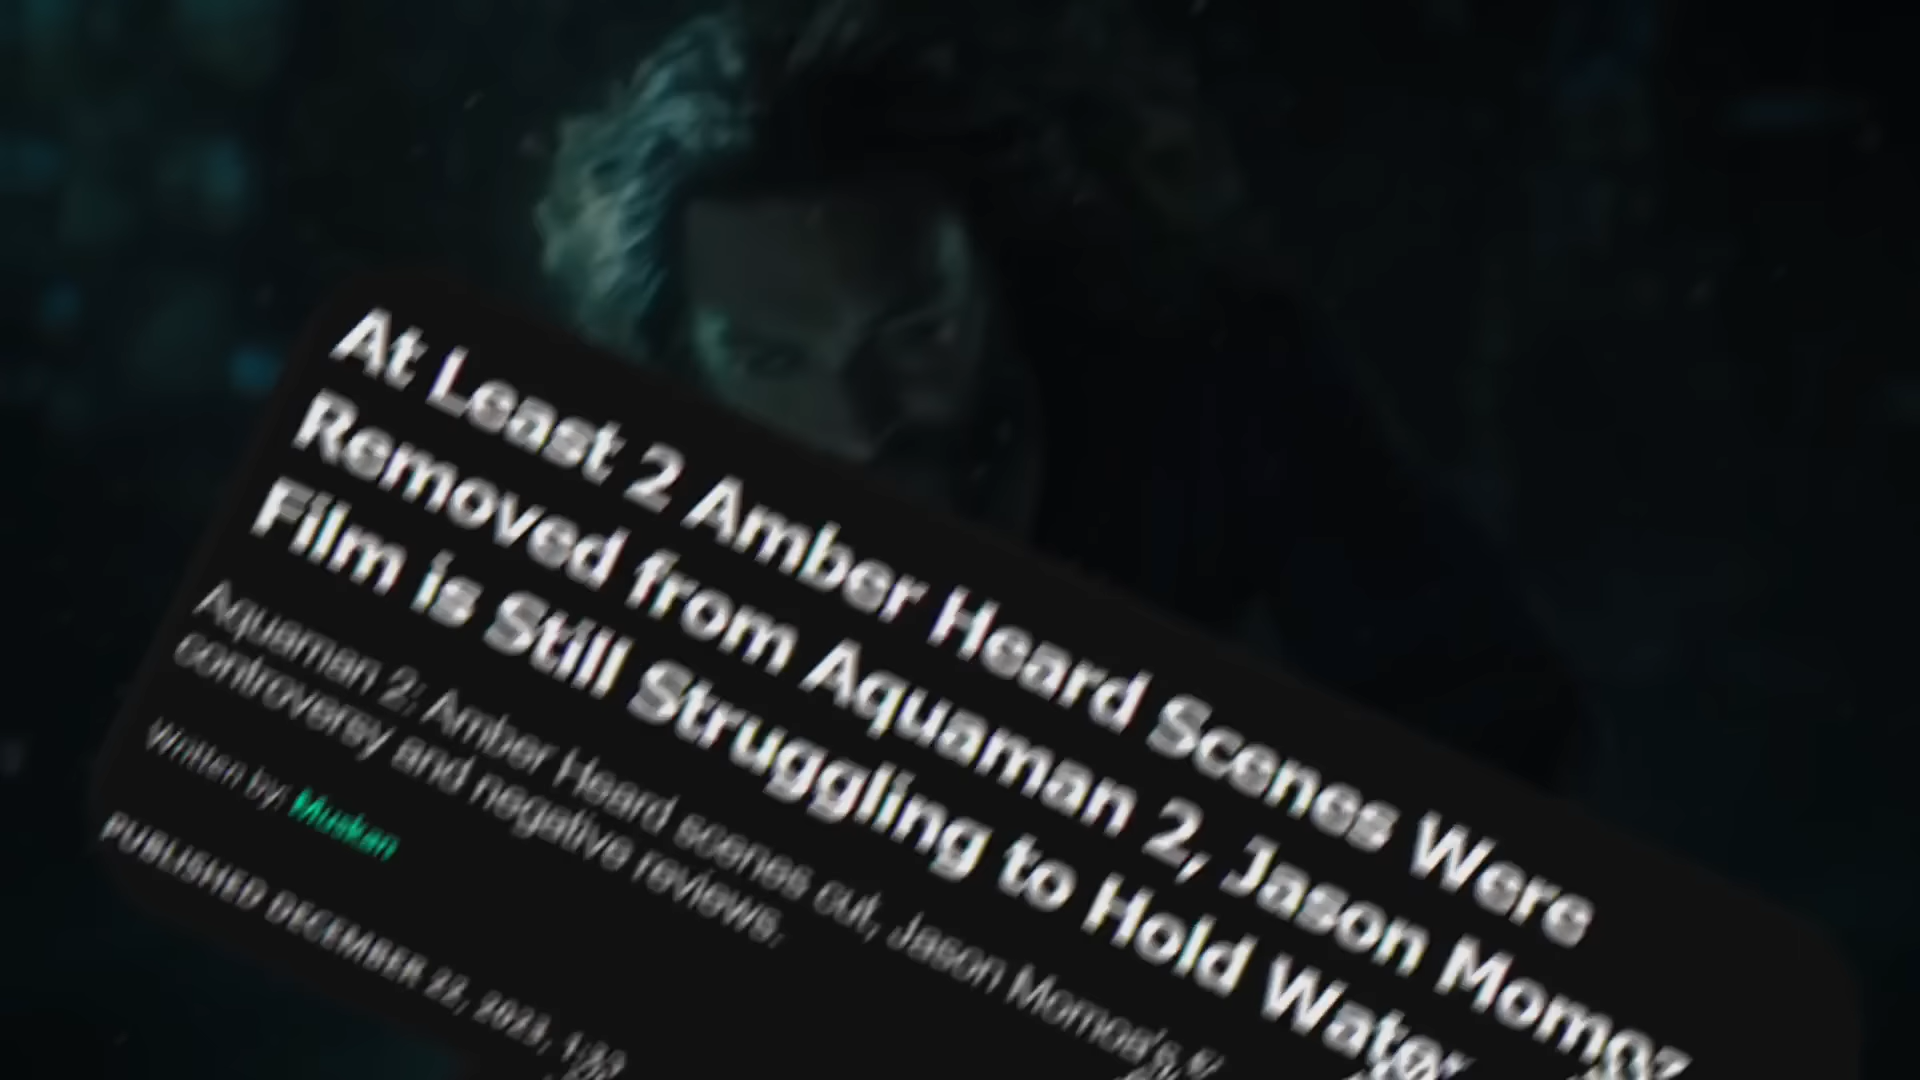 At Least 2 Amber Heard Scenes Were
Removed from Aquaman 2, Jason
Film is Still Struggling to Hold Water
Aquaman 2: Amber Heard scenes cut, Jason Momoa's
controversy and negative reviews.
Written by: Muskan
PUBLISHED DECEMBER 22, 2023,